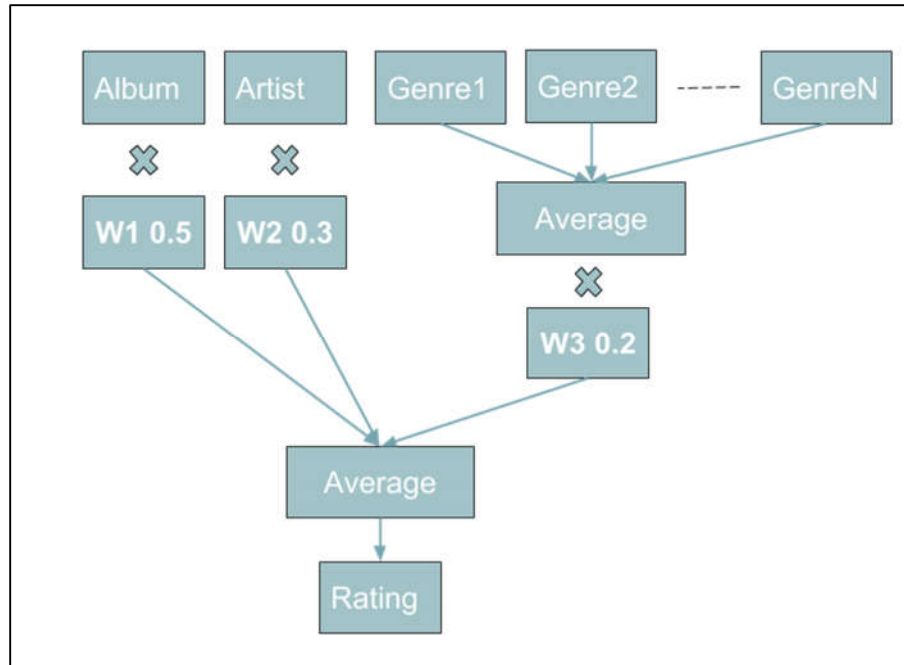 Album
Artist
Genre1
Genre2
GenreN
W1 0.5
W2 0.3
Average
W3 0.2
Average
Rating